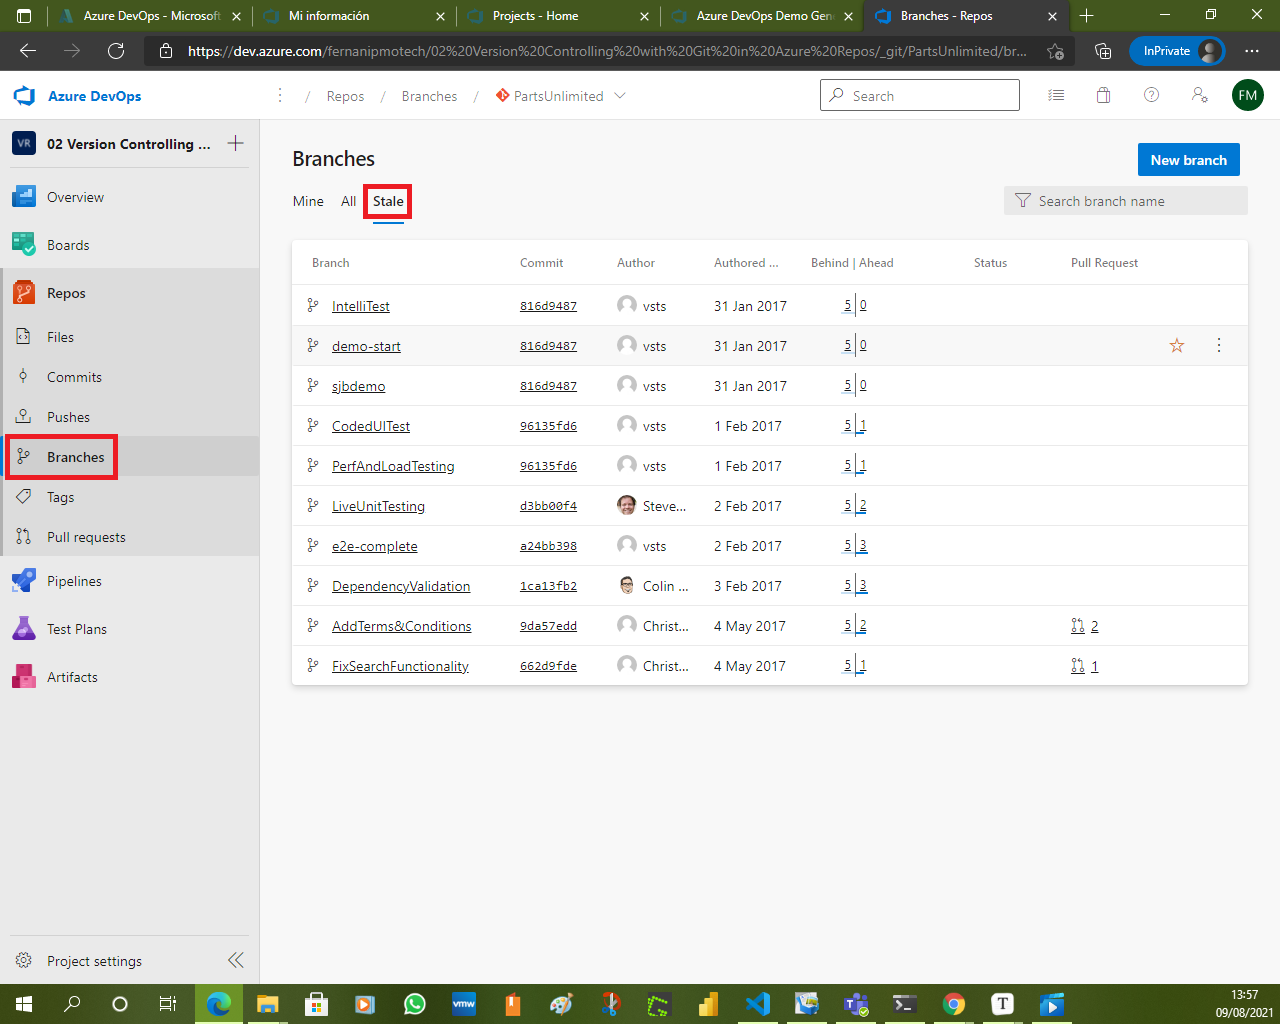 Azure DevOps - Microsoft
Mi información
Projects - Home
Azure DevOps Demo Gen
Branches - Repos
https://dev.azure.com/fernanipmotech/02%20Version%20Controlling%20with%20Git%20in%20Azure%20Repos/_git/PartsUnlimited/br...
InPrivate
Azure DevOps
/ Repos / Branches / PartsUnlimited
Search
FM
VR 02 Version Controlling ...
Overview
Boards
Repos
Files
Commits
Pushes
Branches
Tags
Pull requests
Pipelines
Test Plans
Artifacts
Project settings
Branches
New branch
Mine All Stale
Search branch name
Branch Commit Author Authored ... Behind | Ahead Status Pull Request
IntelliTest 816d9487 vsts 31 Jan 2017 5 0
demo-start 816d9487 vsts 31 Jan 2017 5 0
sjbdemo 816d9487 vsts 31 Jan 2017 5 0
CodedUITest 96135fd6 vsts 1 Feb 2017 5 1
PerfAndLoadTesting 96135fd6 vsts 1 Feb 2017 5 1
LiveUnitTesting d3bb00f4 Steve... 2 Feb 2017 5 2
e2e-complete a24bb398 vsts 2 Feb 2017 5 3
DependencyValidation 1ca13fb2 Colin ... 3 Feb 2017 5 3
AddTerms&Conditions 9da57edd Christ... 4 May 2017 5 2 2
FixSearchFunctionality 662d9fde Christ... 4 May 2017 5 1 1
vmw
T
13:57
09/08/2021